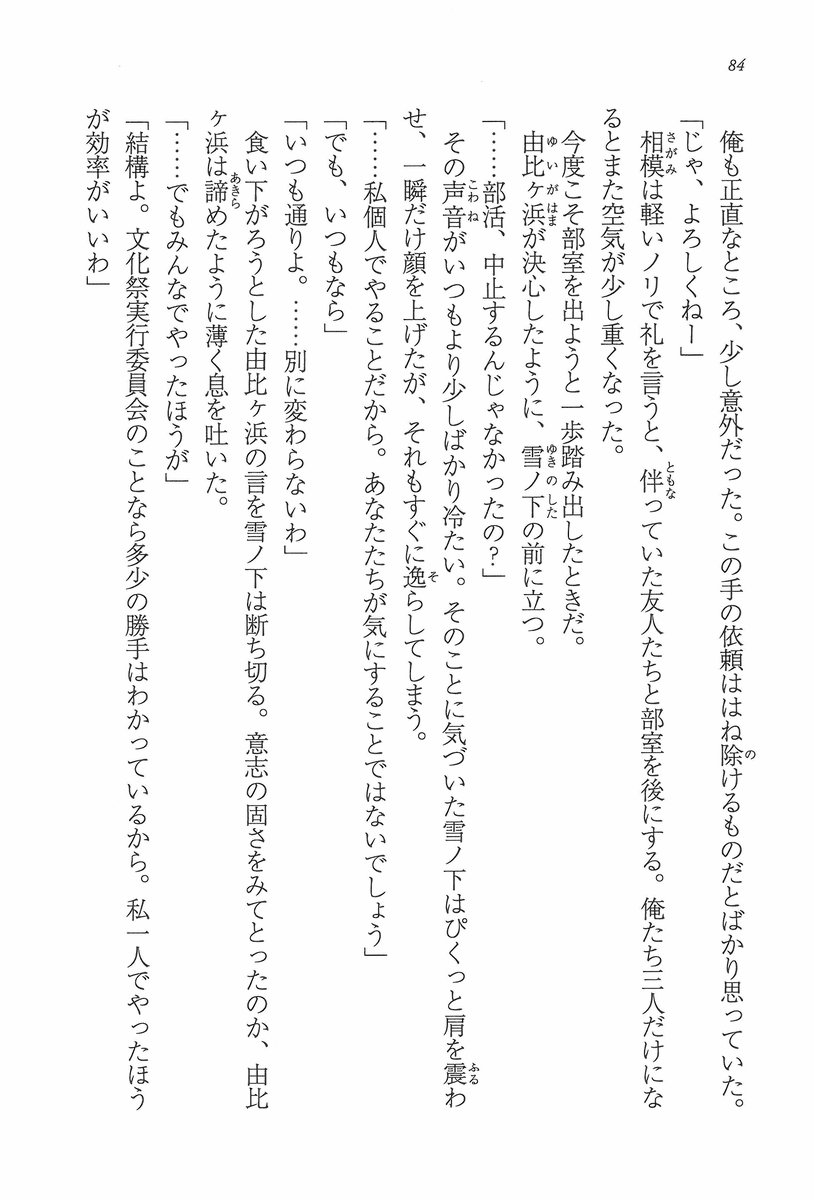 84
俺も正直なところ、少し意外だった。この手の依頼ははね除けるものだとばかり思っていた。
「じゃ、よろしくねー」
相模は軽いノリで礼を言うと、伴っていた友人たちと部室を後にする。俺たち三人だけにな
るとまた空気が少し重くなった。
今度こそ部室を出ようと一歩踏み出したときだ。
由比ヶ浜が決心したように、雪ノ下の前に立つ。
「……部活、中止するんじゃなかったの?」
その声音がいつもより少しばかり冷たい。そのことに気づいた雪ノ下はぴくっと肩を震わ
せ、一瞬だけ顔を上げたが、それもすぐに逸らしてしまう。
「……私個人でやることだから。あなたたちが気にすることではないでしょう」
「でも、いつもなら」
「いつも通りよ。……別に変わらないわ」
食い下がろうとした由比ヶ浜の言を雪ノ下は断ち切る。意志の固さをみてとったのか、由比
ヶ浜は諦めたように薄く息を吐いた。
「……でもみんなでやったほうが」
「結構よ。文化祭実行委員会のことなら多少の勝手はわかっているから。私一人でやったほう
が効率がいいわ」